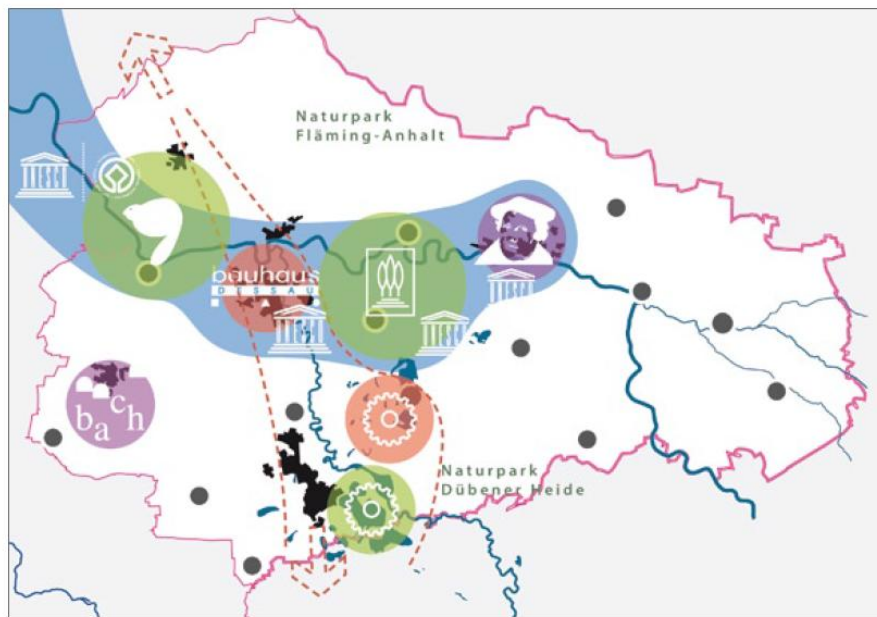 Naturpark
Fläming-Anhalt
bauhaus
DESSAU
bach
Naturpark
Dübener Heide